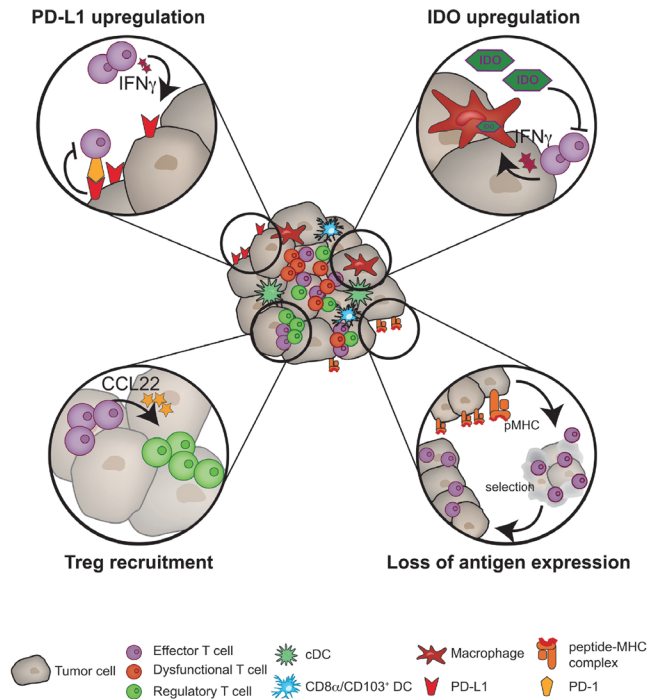 PD-L1 upregulation
IDO upregulation
IFNγ
IDO
IDO
IDO
IFNγ
CCL22
pMHC
selection
Treg recruitment
Loss of antigen expression
Tumor cell
Effector T cell
Dysfunctional T cell
Regulatory T cell
cDC
CD8α/CD103⁺ DC
Macrophage
PD-L1
peptide-MHC
complex
PD-1